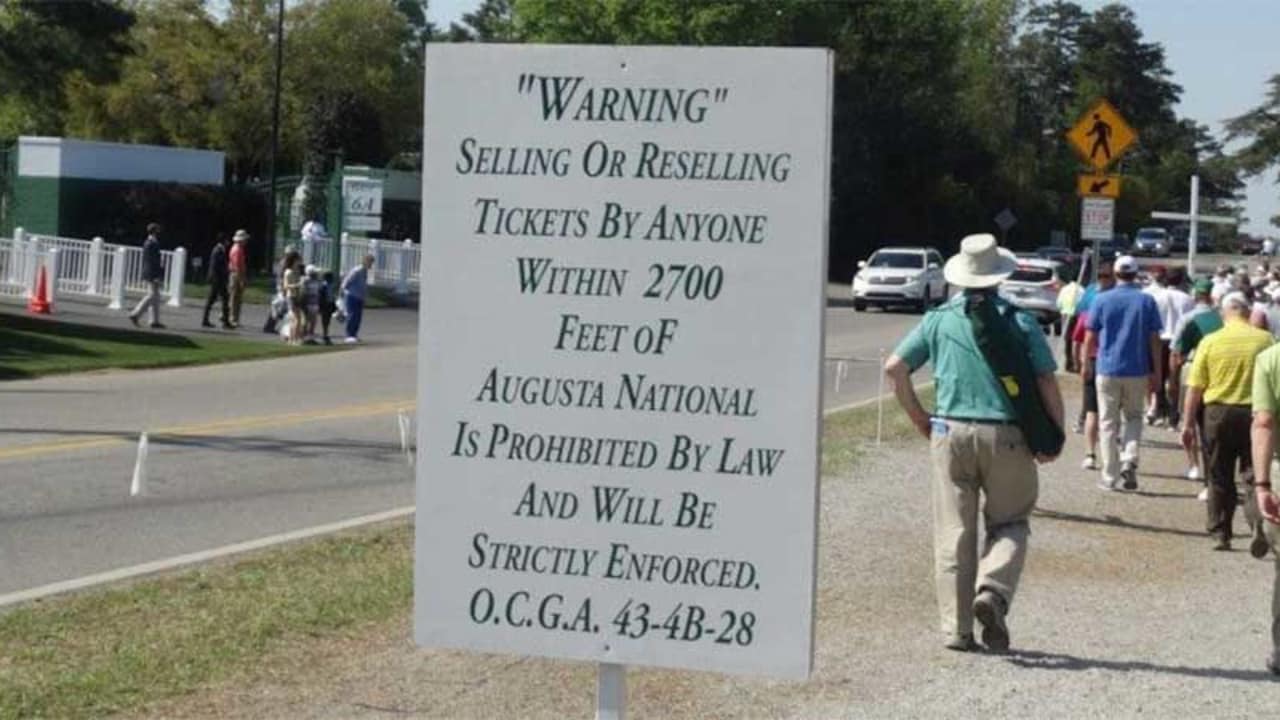 "WARNING"
SELLING OR RESELLING
TICKETS BY ANYONE
WITHIN 2700
FEET OF
AUGUSTA NATIONAL
IS PROHIBITED BY LAW
AND WILL BE
STRICTLY ENFORCED.
O.C.G.A. 43-4B-28
6A
STOP